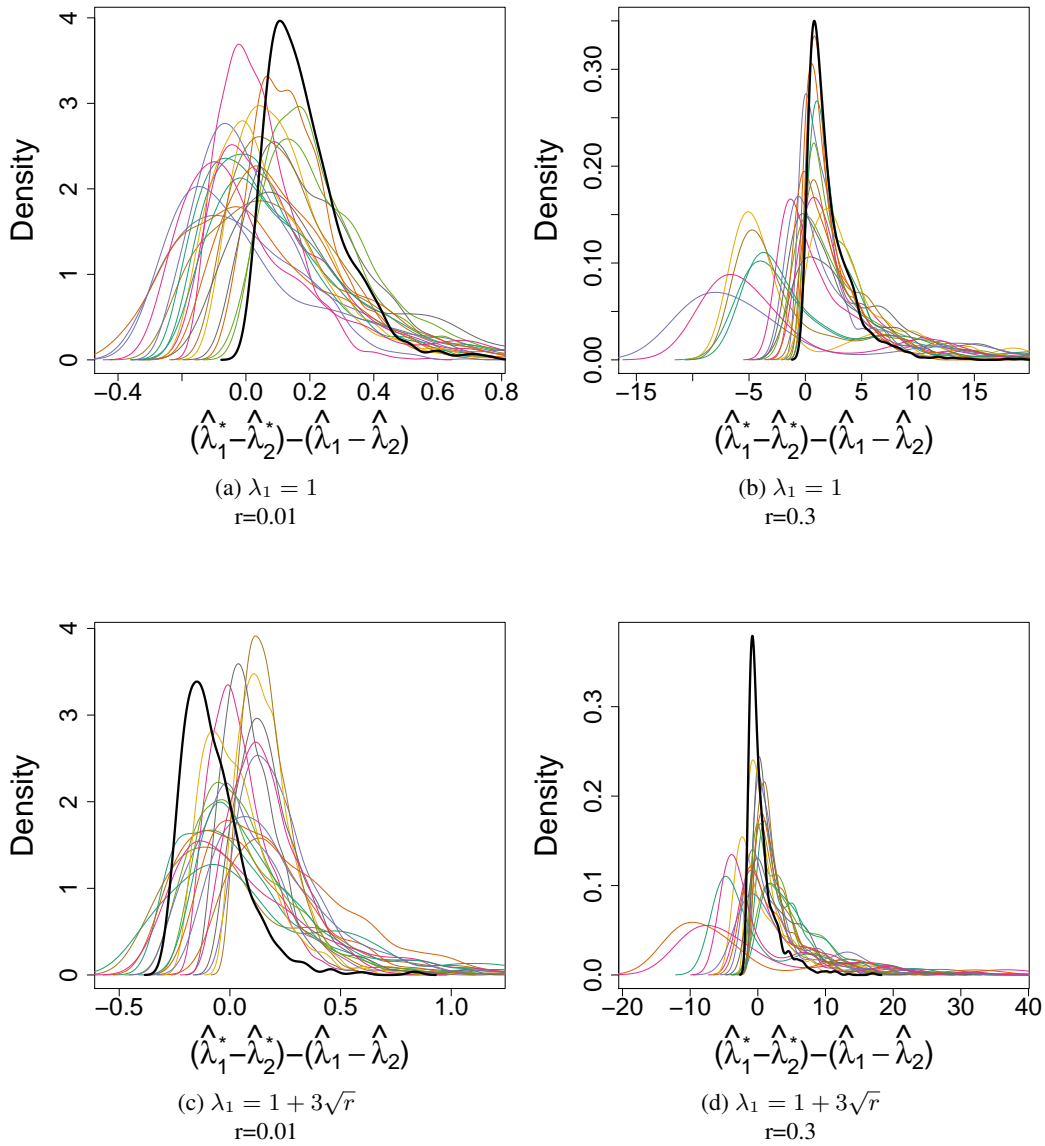 Density
4
3
2
1
0
−0.4 0.0 0.2 0.4 0.6 0.8
(λ̂₁*−λ̂₂*)−(λ̂₁−λ̂₂)
(a) λ₁ = 1
r=0.01
Density
0.30
0.20
0.10
0.00
−15 −5 0 5 10 15
(λ̂₁*−λ̂₂*)−(λ̂₁−λ̂₂)
(b) λ₁ = 1
r=0.3
Density
4
3
2
1
0
−0.5 0.0 0.5 1.0
(λ̂₁*−λ̂₂*)−(λ̂₁−λ̂₂)
(c) λ₁ = 1 + 3√r
r=0.01
Density
0.3
0.2
0.1
0.0
−20 −10 0 10 20 30 40
(λ̂₁*−λ̂₂*)−(λ̂₁−λ̂₂)
(d) λ₁ = 1 + 3√r
r=0.3